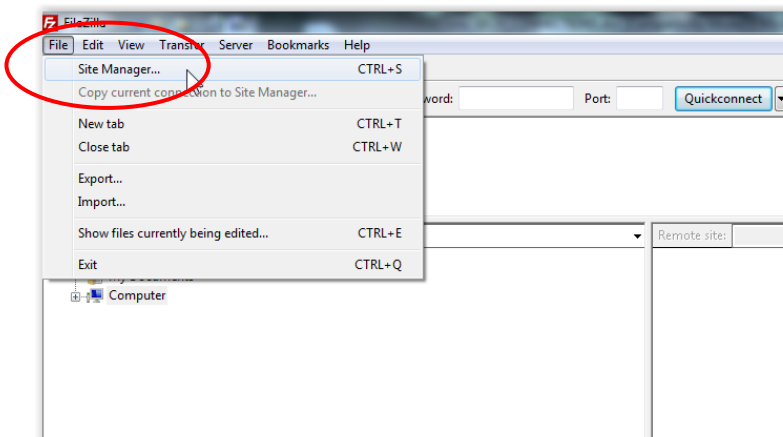 FileZilla
File Edit View Transfer Server Bookmarks Help
Site Manager... CTRL+S
Copy current connection to Site Manager...
word: Port: Quickconnect
New tab CTRL+T
Close tab CTRL+W
Export...
Import...
Show files currently being edited... CTRL+E
Remote site:
Exit CTRL+Q
My Documents
Computer